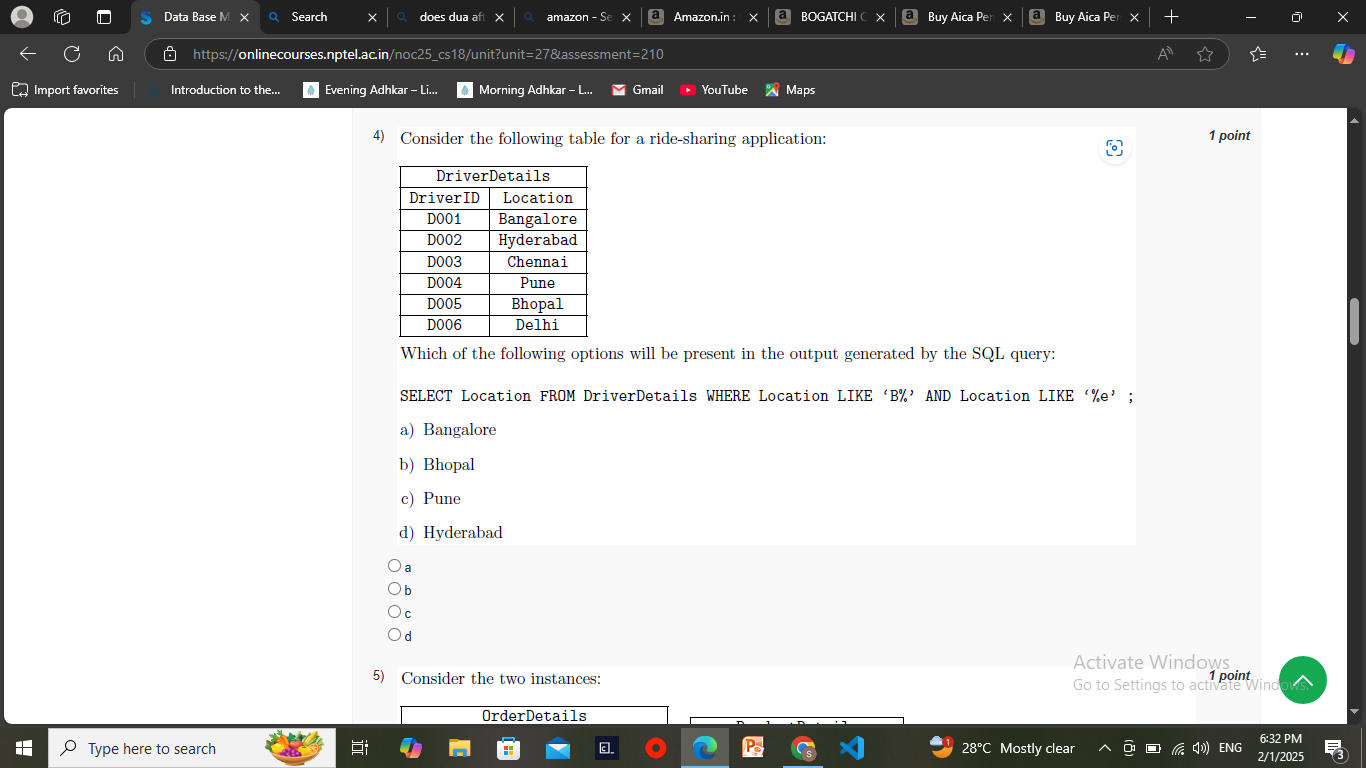 Data Base M
Search
does dua aft
amazon - Se
Amazon.in :
BOGATCHI C
Buy Aica Per
Buy Aica Per
https://onlinecourses.nptel.ac.in/noc25_cs18/unit?unit=27&assessment=210
Import favorites
Introduction to the...
Evening Adhkar – Li...
Morning Adhkar – L...
Gmail
YouTube
Maps
4) Consider the following table for a ride-sharing application: 1 point
DriverDetails
DriverID Location
D001 Bangalore
D002 Hyderabad
D003 Chennai
D004 Pune
D005 Bhopal
D006 Delhi
Which of the following options will be present in the output generated by the SQL query:
SELECT Location FROM DriverDetails WHERE Location LIKE ‘B%’ AND Location LIKE ‘%e’ ;
a) Bangalore
b) Bhopal
c) Pune
d) Hyderabad
a
b
c
d
Activate Windows
Go to Settings to activate Windows.
5) Consider the two instances: 1 point
OrderDetails
Type here to search
28°C Mostly clear
ENG
6:32 PM
2/1/2025